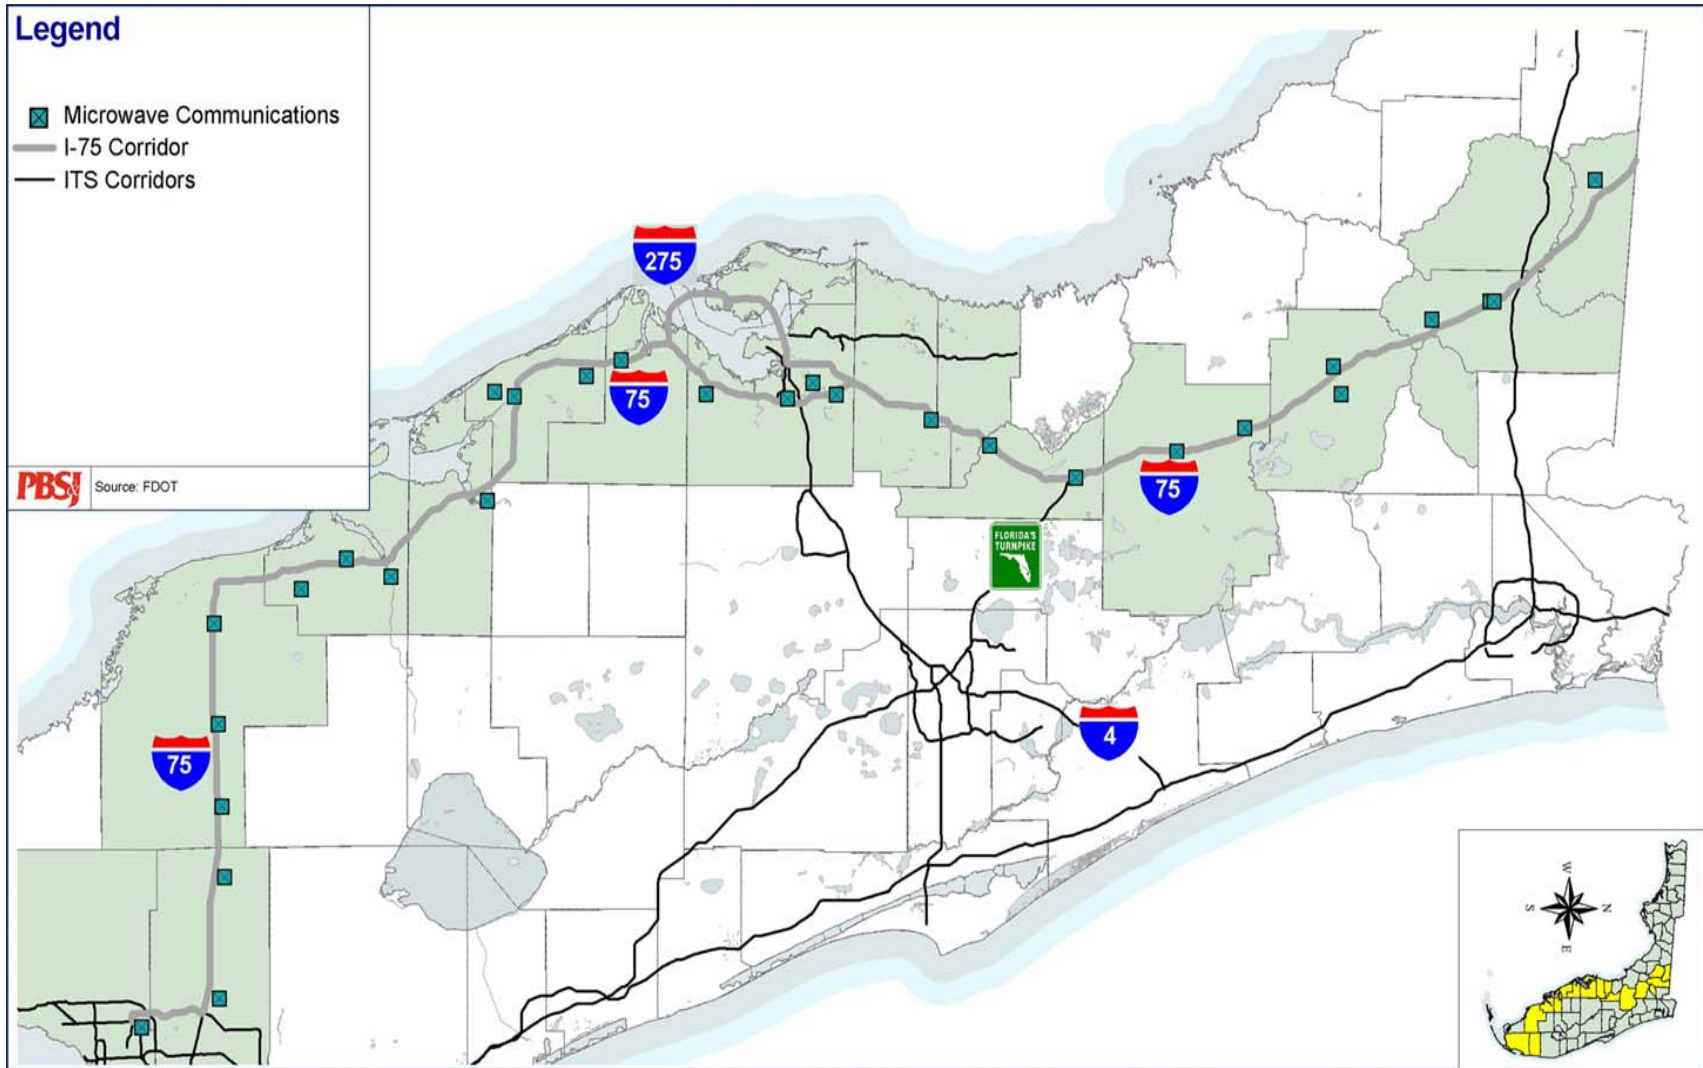 Legend
Microwave Communications
I-75 Corridor
ITS Corridors
PBSJ
Source: FDOT
275
75
75
FLORIDA'S
TURNPIKE
4
75
W
S
N
E